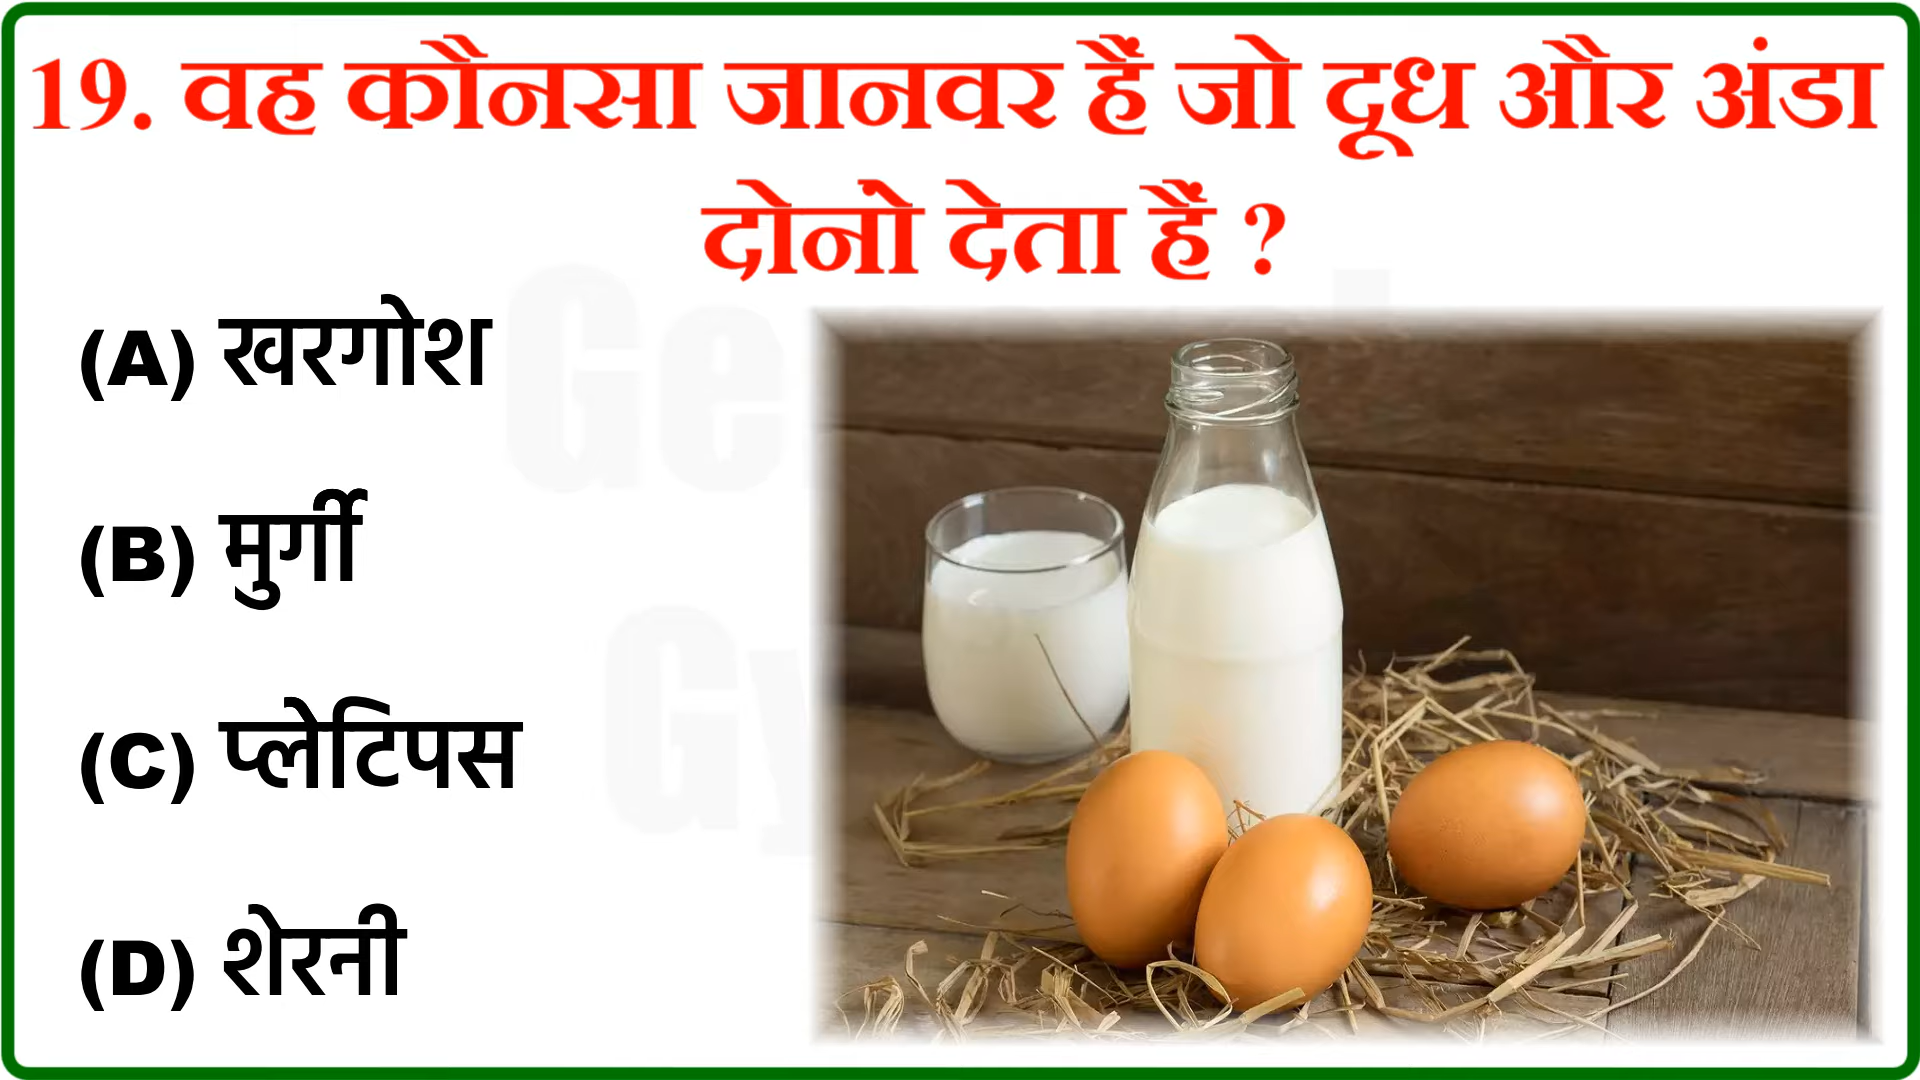 19. वह कौनसा जानवर हैं जो दूध और अंडा
दोनों देता हैं ?
(A) खरगोश
(B) मुर्गी
(C) प्लेटिपस
(D) शेरनी